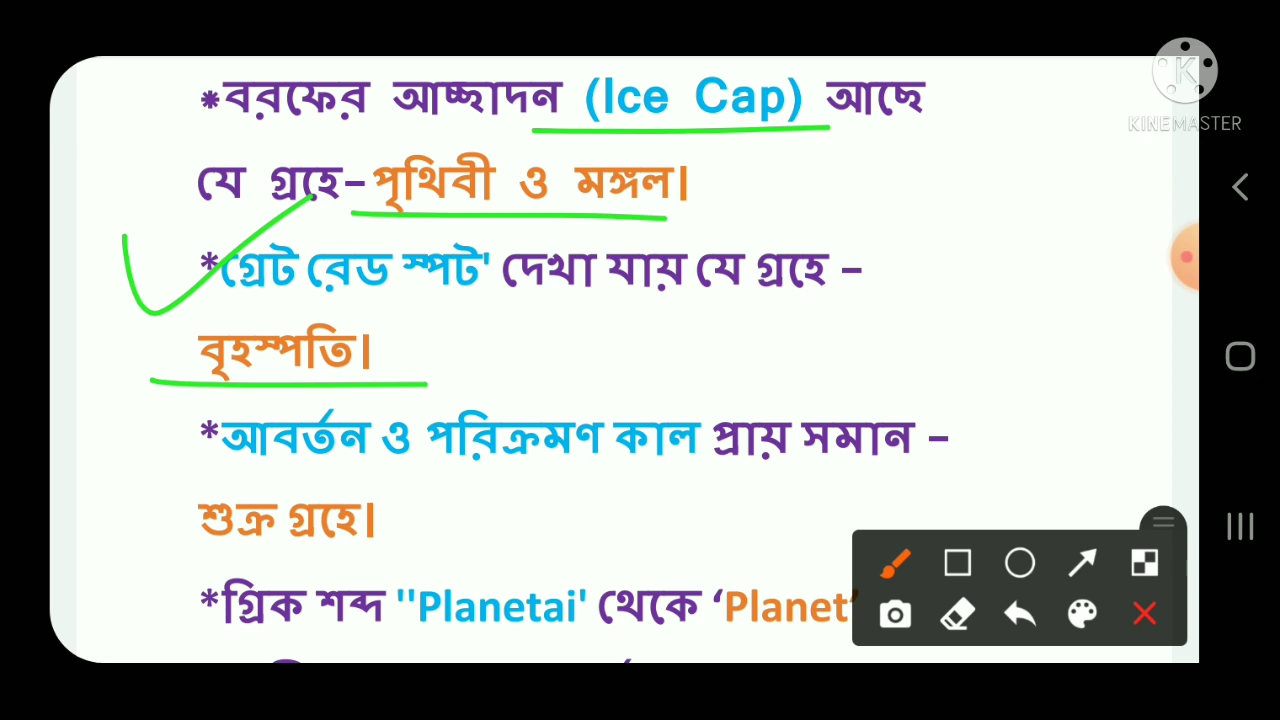 *বরফের আচ্ছাদন (Ice Cap) আছে
যে গ্রহে–পৃথিবী ও মঙ্গল।
*গ্রেট রেড স্পট' দেখা যায় যে গ্রহে –
বৃহস্পতি।
*আবর্তন ও পরিক্রমণ কাল প্রায় সমান –
শুক্র গ্রহে।
*গ্রিক শব্দ ''Planetai' থেকে ‘Planet’
K
KINEMASTER